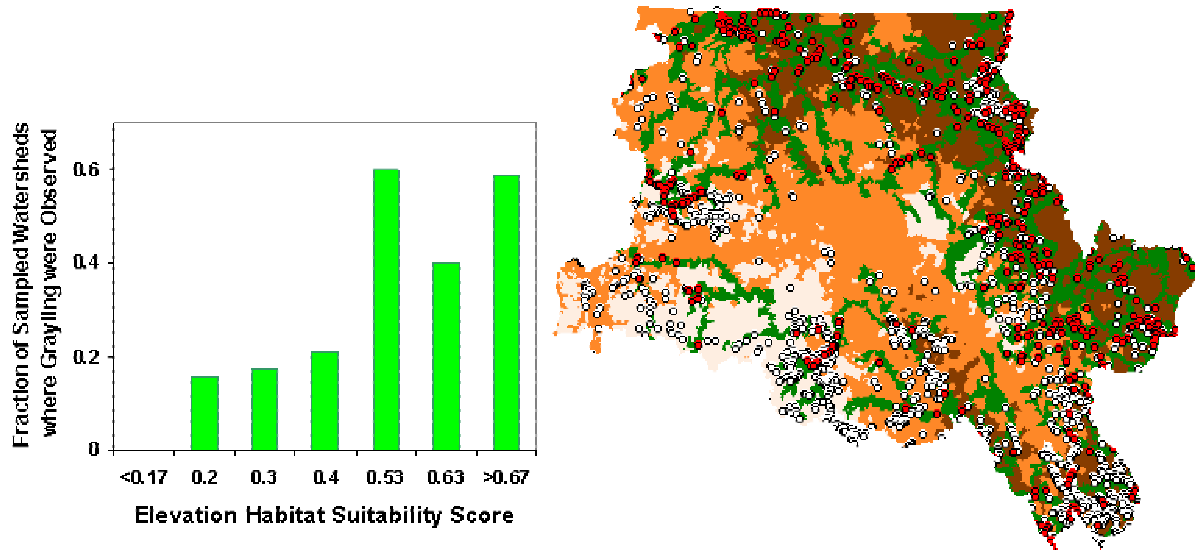 Fraction of Sampled Watersheds
where Grayling were Observed
0.6
0.4
0.2
0
<0.17 0.2 0.3 0.4 0.53 0.63 >0.67
Elevation Habitat Suitability Score